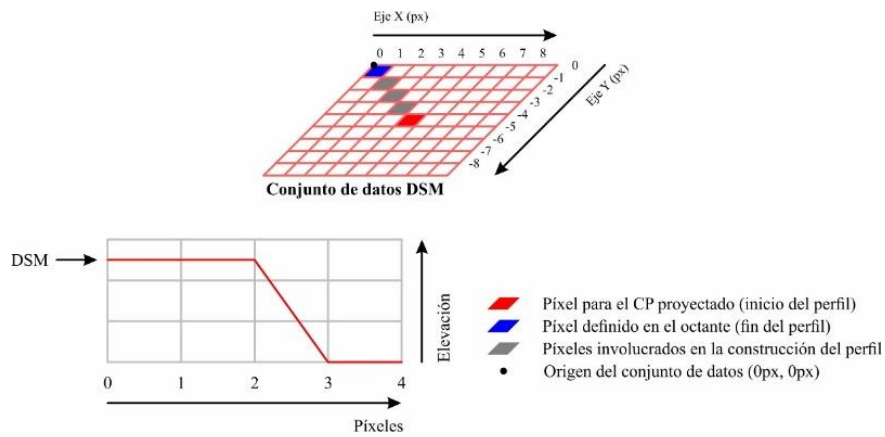 Eje X (px)
0 1 2 3 4 5 6 7 8
0
-1
-2
-3
-4
-5
-6
-7
-8
Eje Y (px)
Conjunto de datos DSM
DSM
Elevación
0 1 2 3 4
Píxeles
Píxel para el CP proyectado (inicio del perfil)
Píxel definido en el octante (fin del perfil)
Píxeles involucrados en la construcción del perfil
Origen del conjunto de datos (0px, 0px)